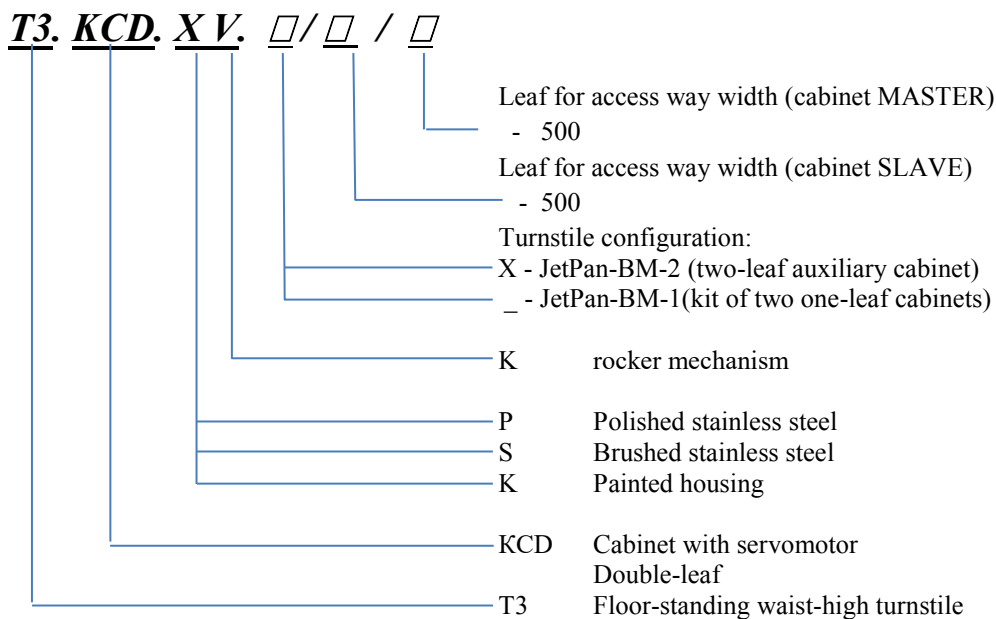 T3. KCD. X V. □/□ / □
Leaf for access way width (cabinet MASTER)
- 500
Leaf for access way width (cabinet SLAVE)
- 500
Turnstile configuration:
X - JetPan-BM-2 (two-leaf auxiliary cabinet)
_ - JetPan-BM-1(kit of two one-leaf cabinets)
K rocker mechanism
P Polished stainless steel
S Brushed stainless steel
K Painted housing
KCD Cabinet with servomotor
Double-leaf
T3 Floor-standing waist-high turnstile